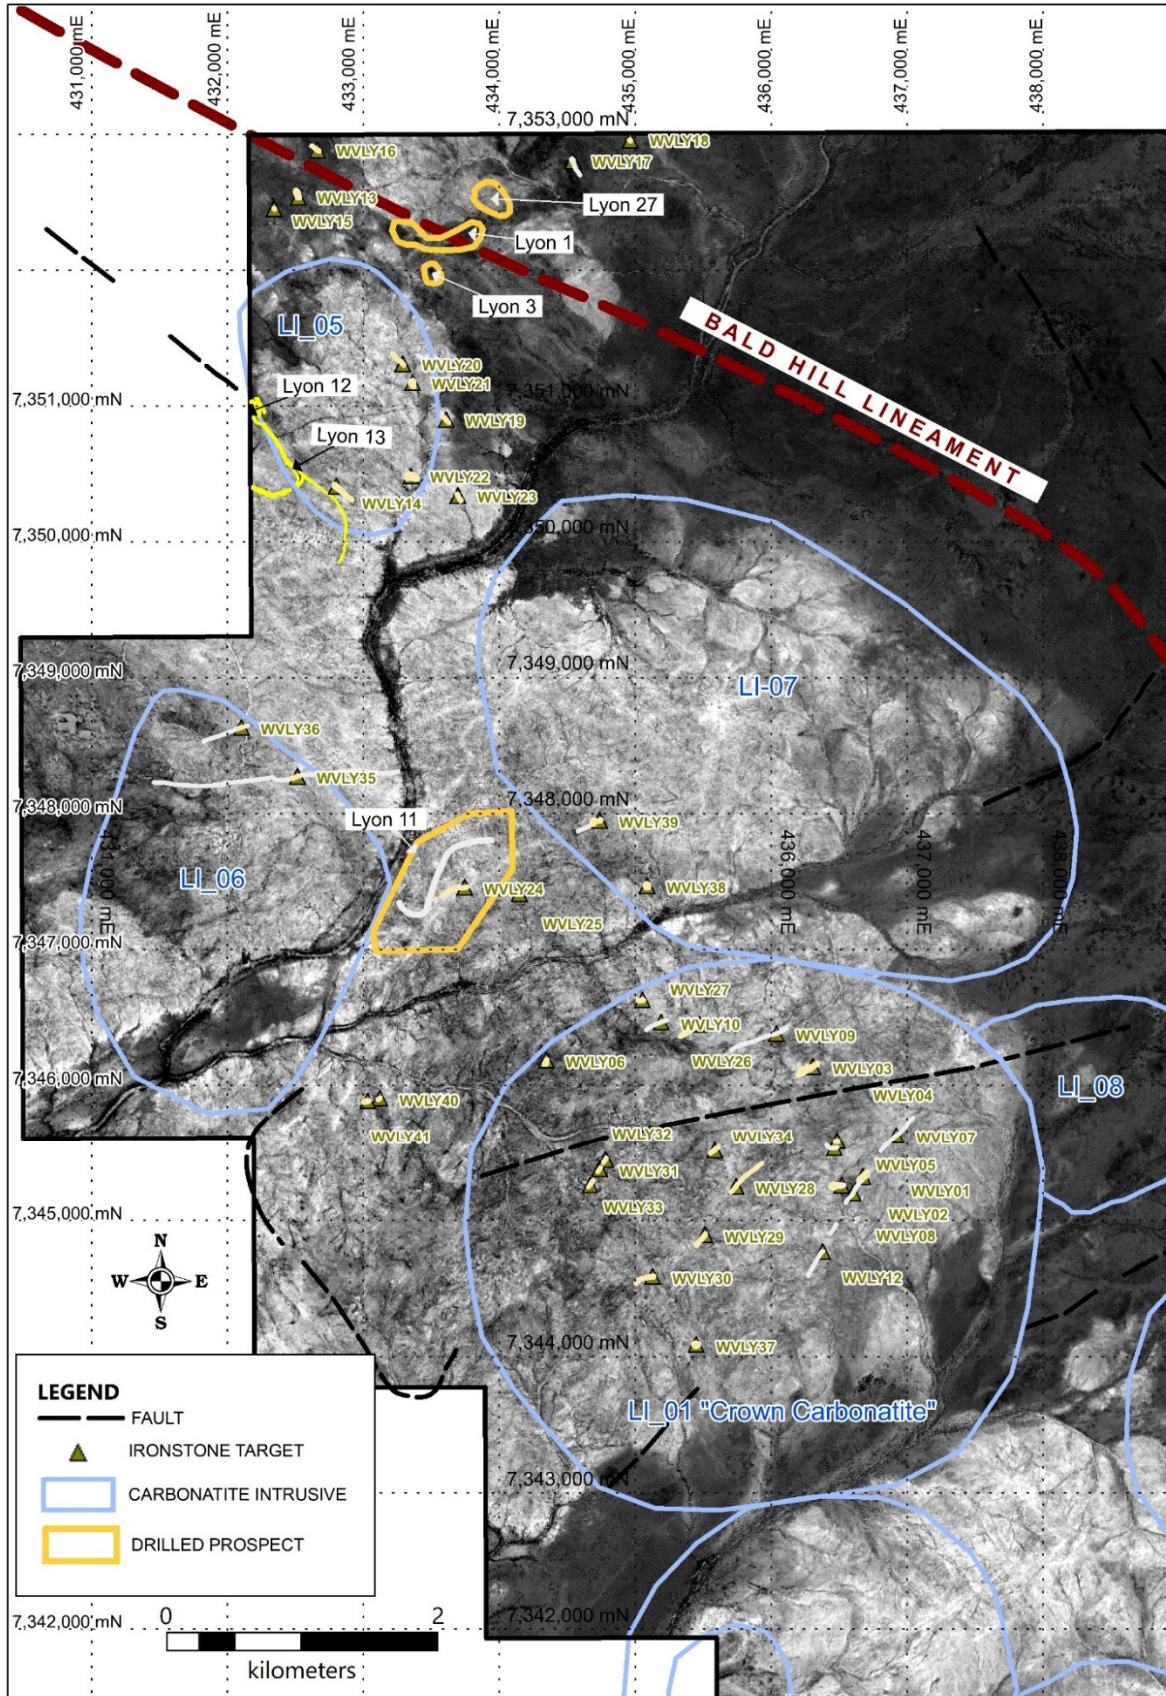 431,000 mE
432,000 mE
433,000 mE
434,000 mE
435,000 mE
436,000 mE
437,000 mE
438,000 mE
7,353,000 mN
WVLY16
WVLY18
WVLY17
WVLY13
WVLY15
Lyon 27
Lyon 1
Lyon 3
LI_05
BALD HILL LINEAMENT
WVLY20
WVLY21
Lyon 12
7,351,000 mN
7,351,000 mN
WVLY19
Lyon 13
WVLY22
WVLY14
WVLY23
7,350,000 mN
7,350,000 mN
7,349,000 mN
7,349,000 mN
LI-07
WVLY36
WVLY35
7,348,000 mN
7,348,000 mN
Lyon 11
WVLY39
431,000 mE
436,000 mE
437,000 mE
438,000 mE
LI_06
WVLY24
WVLY38
WVLY25
7,347,000 mN
WVLY27
WVLY10
WVLY09
WVLY26
WVLY06
WVLY03
7,346,000 mN
LI_08
WVLY04
WVLY40
WVLY41
WVLY32
WVLY34
WVLY07
WVLY31
WVLY05
WVLY28
WVLY01
WVLY33
WVLY02
7,345,000 mN
WVLY29
WVLY08
WVLY30
WVLY12
N
W E
S
7,344,000 mN
WVLY37
LI_01 "Crown Carbonatite"
LEGEND
FAULT
IRONSTONE TARGET
CARBONATITE INTRUSIVE
DRILLED PROSPECT
7,343,000 mN
7,342,000 mN
7,342,000 mN
0 2
kilometers